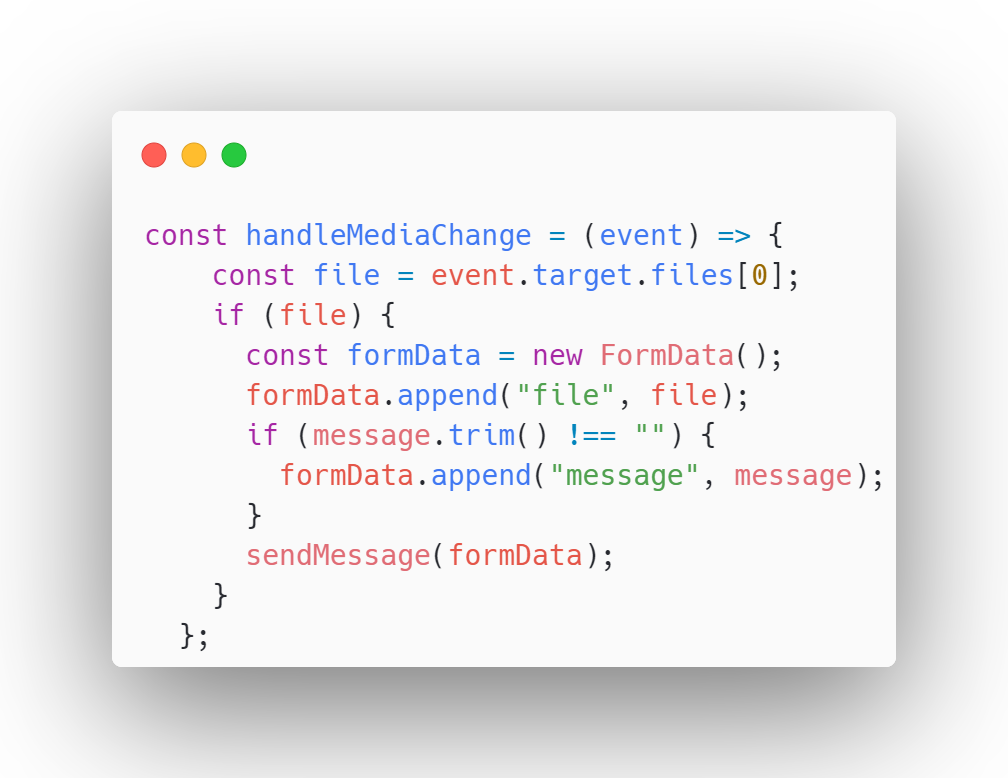 const handleMediaChange = (event) => {
    const file = event.target.files[0];
    if (file) {
      const formData = new FormData();
      formData.append("file", file);
      if (message.trim() !== "") {
        formData.append("message", message);
      }
      sendMessage(formData);
    }
  };